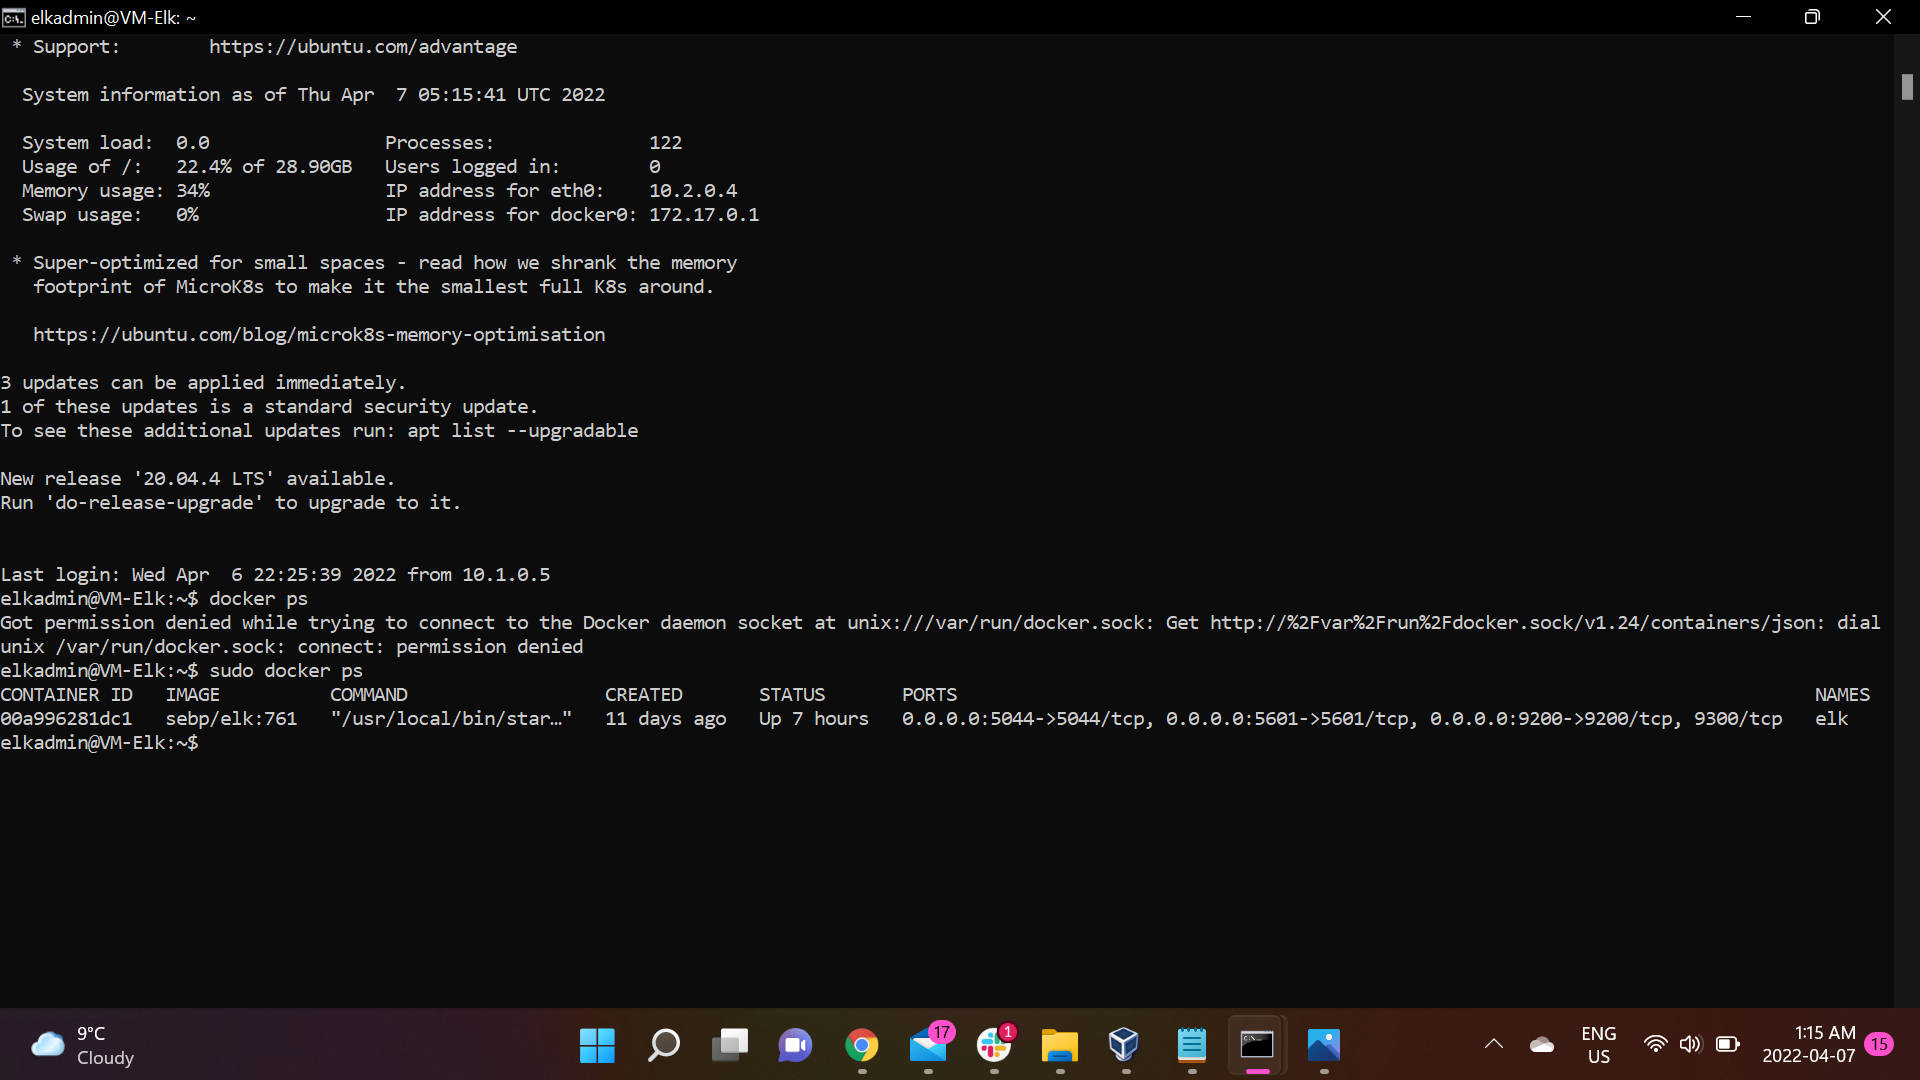 elkadmin@VM-Elk: ~
* Support:        https://ubuntu.com/advantage
System information as of Thu Apr  7 05:15:41 UTC 2022
System load:  0.0                Processes:              122
Usage of /:   22.4% of 28.90GB   Users logged in:        0
Memory usage: 34%                IP address for eth0:    10.2.0.4
Swap usage:   0%                 IP address for docker0: 172.17.0.1
* Super-optimized for small spaces - read how we shrank the memory
footprint of MicroK8s to make it the smallest full K8s around.
https://ubuntu.com/blog/microk8s-memory-optimisation
3 updates can be applied immediately.
1 of these updates is a standard security update.
To see these additional updates run: apt list --upgradable
New release '20.04.4 LTS' available.
Run 'do-release-upgrade' to upgrade to it.
Last login: Wed Apr  6 22:25:39 2022 from 10.1.0.5
elkadmin@VM-Elk:~$ docker ps
Got permission denied while trying to connect to the Docker daemon socket at unix:///var/run/docker.sock: Get http://%2Fvar%2Frun%2Fdocker.sock/v1.24/containers/json: dial
unix /var/run/docker.sock: connect: permission denied
elkadmin@VM-Elk:~$ sudo docker ps
CONTAINER ID   IMAGE          COMMAND                  CREATED       STATUS       PORTS                                                                              NAMES
00a996281dc1   sebp/elk:761   "/usr/local/bin/star…"   11 days ago   Up 7 hours   0.0.0.0:5044->5044/tcp, 0.0.0.0:5601->5601/tcp, 0.0.0.0:9200->9200/tcp, 9300/tcp   elk
elkadmin@VM-Elk:~$
9°C
Cloudy
17
1
ENG
US
1:15 AM
2022-04-07
15